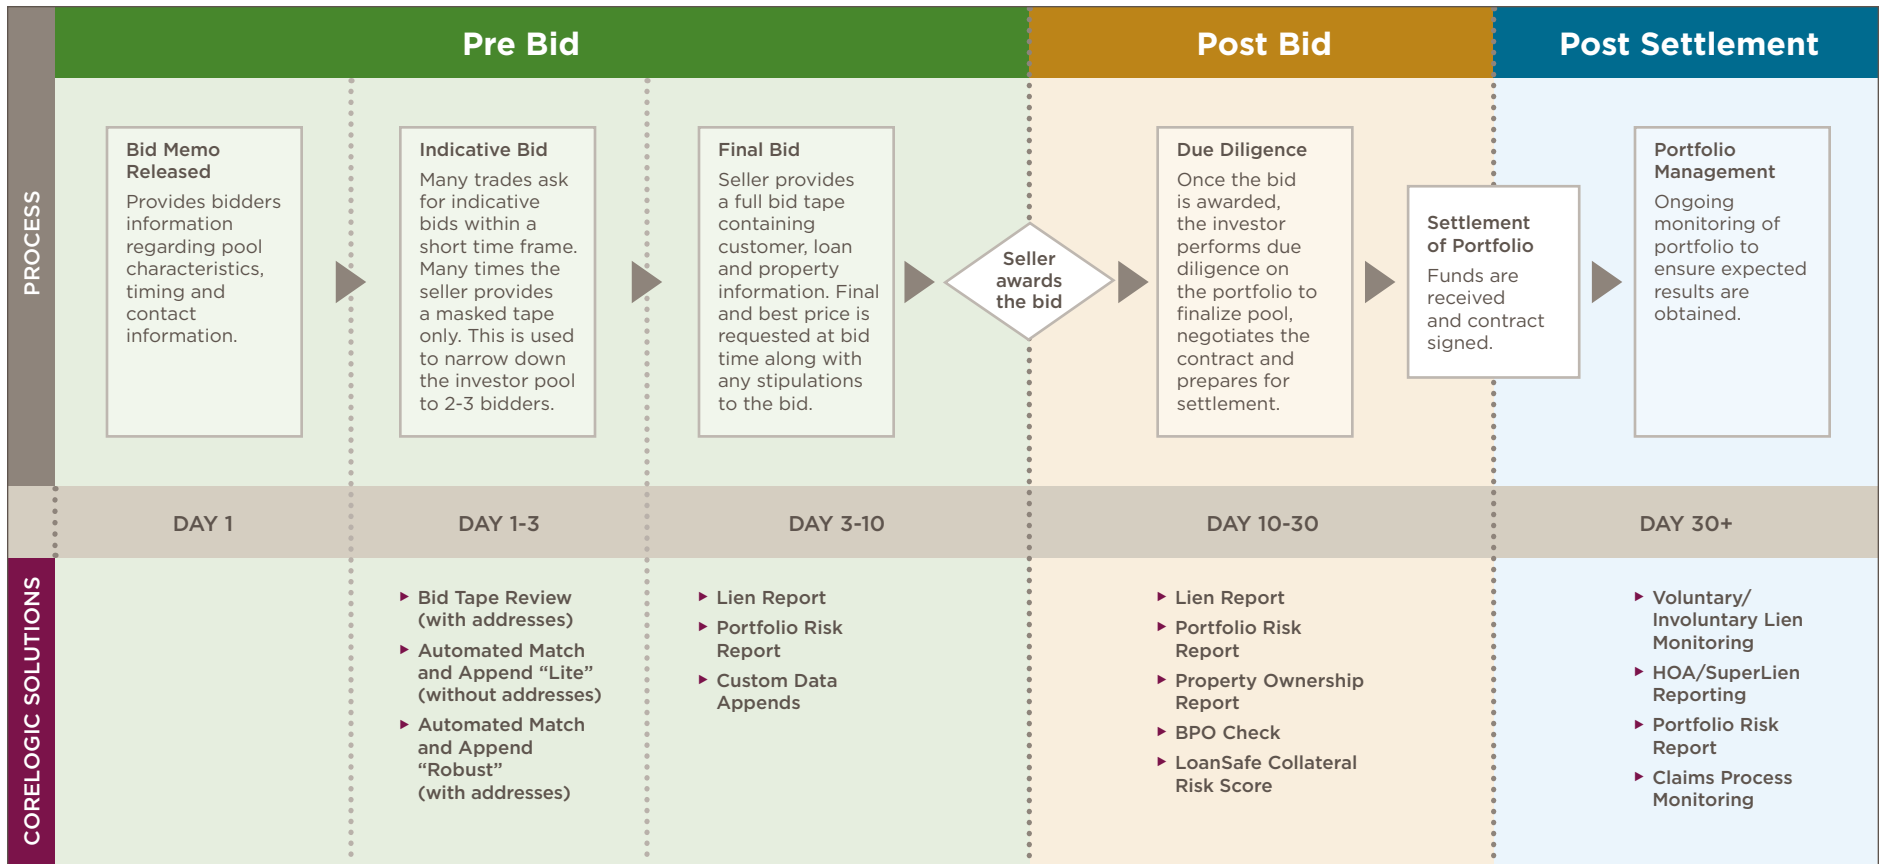 Pre Bid
Post Bid
Post Settlement
PROCESS
Bid Memo
Released
Provides bidders
information
regarding pool
characteristics,
timing and
contact
information.
Indicative Bid
Many trades ask
for indicative
bids within a
short time frame.
Many times the
seller provides
a masked tape
only. This is used
to narrow down
the investor pool
to 2-3 bidders.
Final Bid
Seller provides
a full bid tape
containing
customer, loan
and property
information. Final
and best price is
requested at bid
time along with
any stipulations
to the bid.
Seller
awards
the bid
Due Diligence
Once the bid
is awarded,
the investor
performs due
diligence on
the portfolio to
finalize pool,
negotiates the
contract and
prepares for
settlement.
Settlement
of Portfolio
Funds are
received
and contract
signed.
Portfolio
Management
Ongoing
monitoring of
portfolio to
ensure expected
results are
obtained.
DAY 1
DAY 1-3
DAY 3-10
DAY 10-30
DAY 30+
CORELOGIC SOLUTIONS
Bid Tape Review
(with addresses)
Automated Match
and Append “Lite”
(without addresses)
Automated Match
and Append
“Robust”
(with addresses)
Lien Report
Portfolio Risk
Report
Custom Data
Appends
Lien Report
Portfolio Risk
Report
Property Ownership
Report
BPO Check
LoanSafe Collateral
Risk Score
Voluntary/
Involuntary Lien
Monitoring
HOA/SuperLien
Reporting
Portfolio Risk
Report
Claims Process
Monitoring